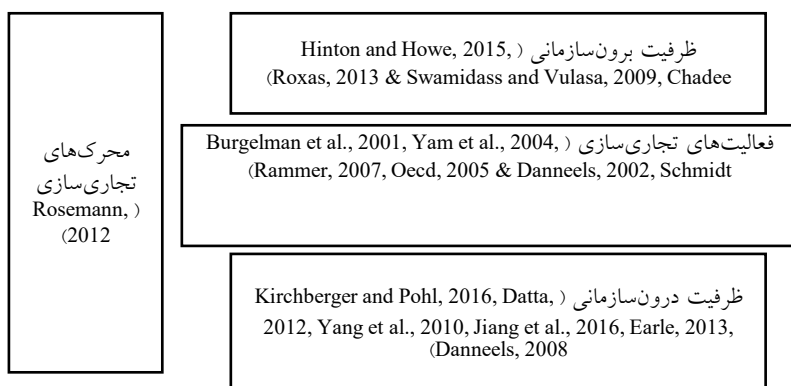 ظرفیت برون‌سازمانی ( Hinton and Howe, 2015,
Roxas, 2013 & Swamidass and Vulasa, 2009, Chadee)
فعالیت‌های تجاری‌سازی ( Burgelman et al., 2001, Yam et al., 2004,
Rammer, 2007, Oecd, 2005 & Danneels, 2002, Schmidt)
ظرفیت درون‌سازمانی ( Kirchberger and Pohl, 2016, Datta,
2012, Yang et al., 2010, Jiang et al., 2016, Earle, 2013,
Danneels, 2008)
محرک‌های
تجاری‌سازی
( Rosemann,
2012)